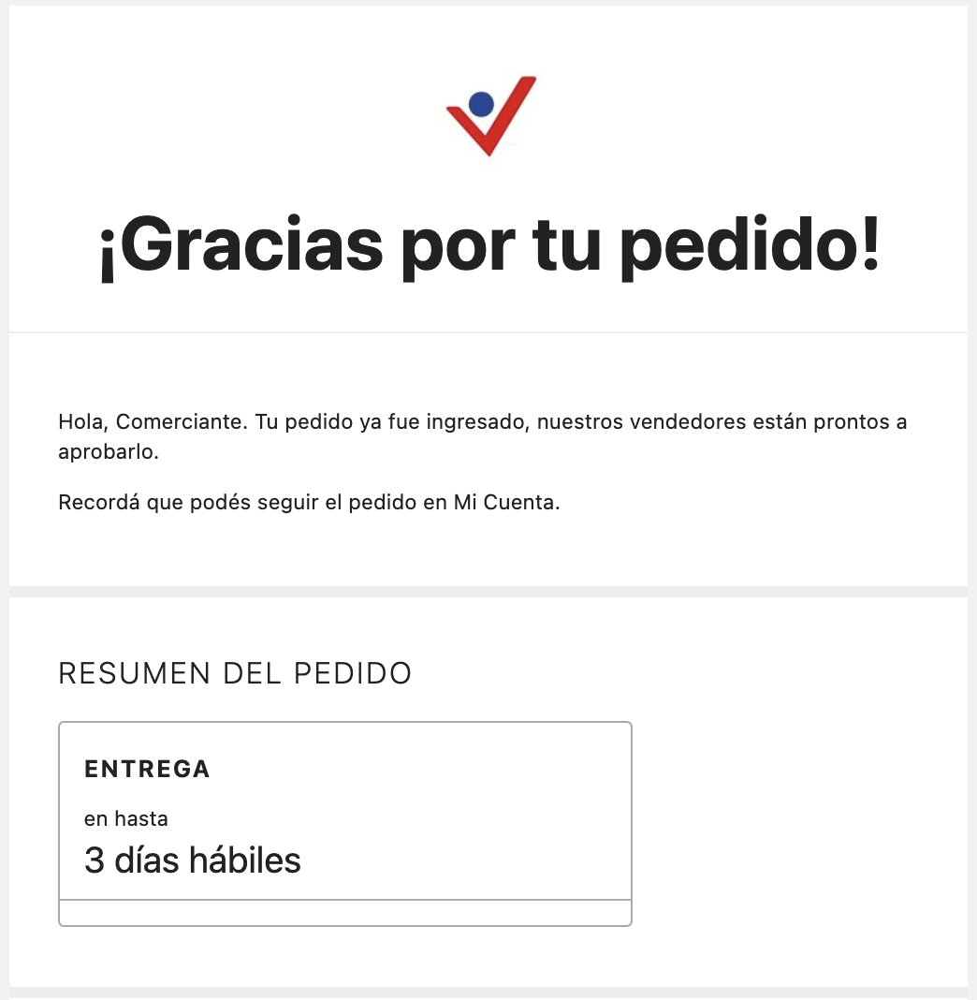 ¡Gracias por tu pedido!
Hola, Comerciante. Tu pedido ya fue ingresado, nuestros vendedores están prontos a
aprobarlo.
Recordá que podés seguir el pedido en Mi Cuenta.
RESUMEN DEL PEDIDO
ENTREGA
en hasta
3 días hábiles